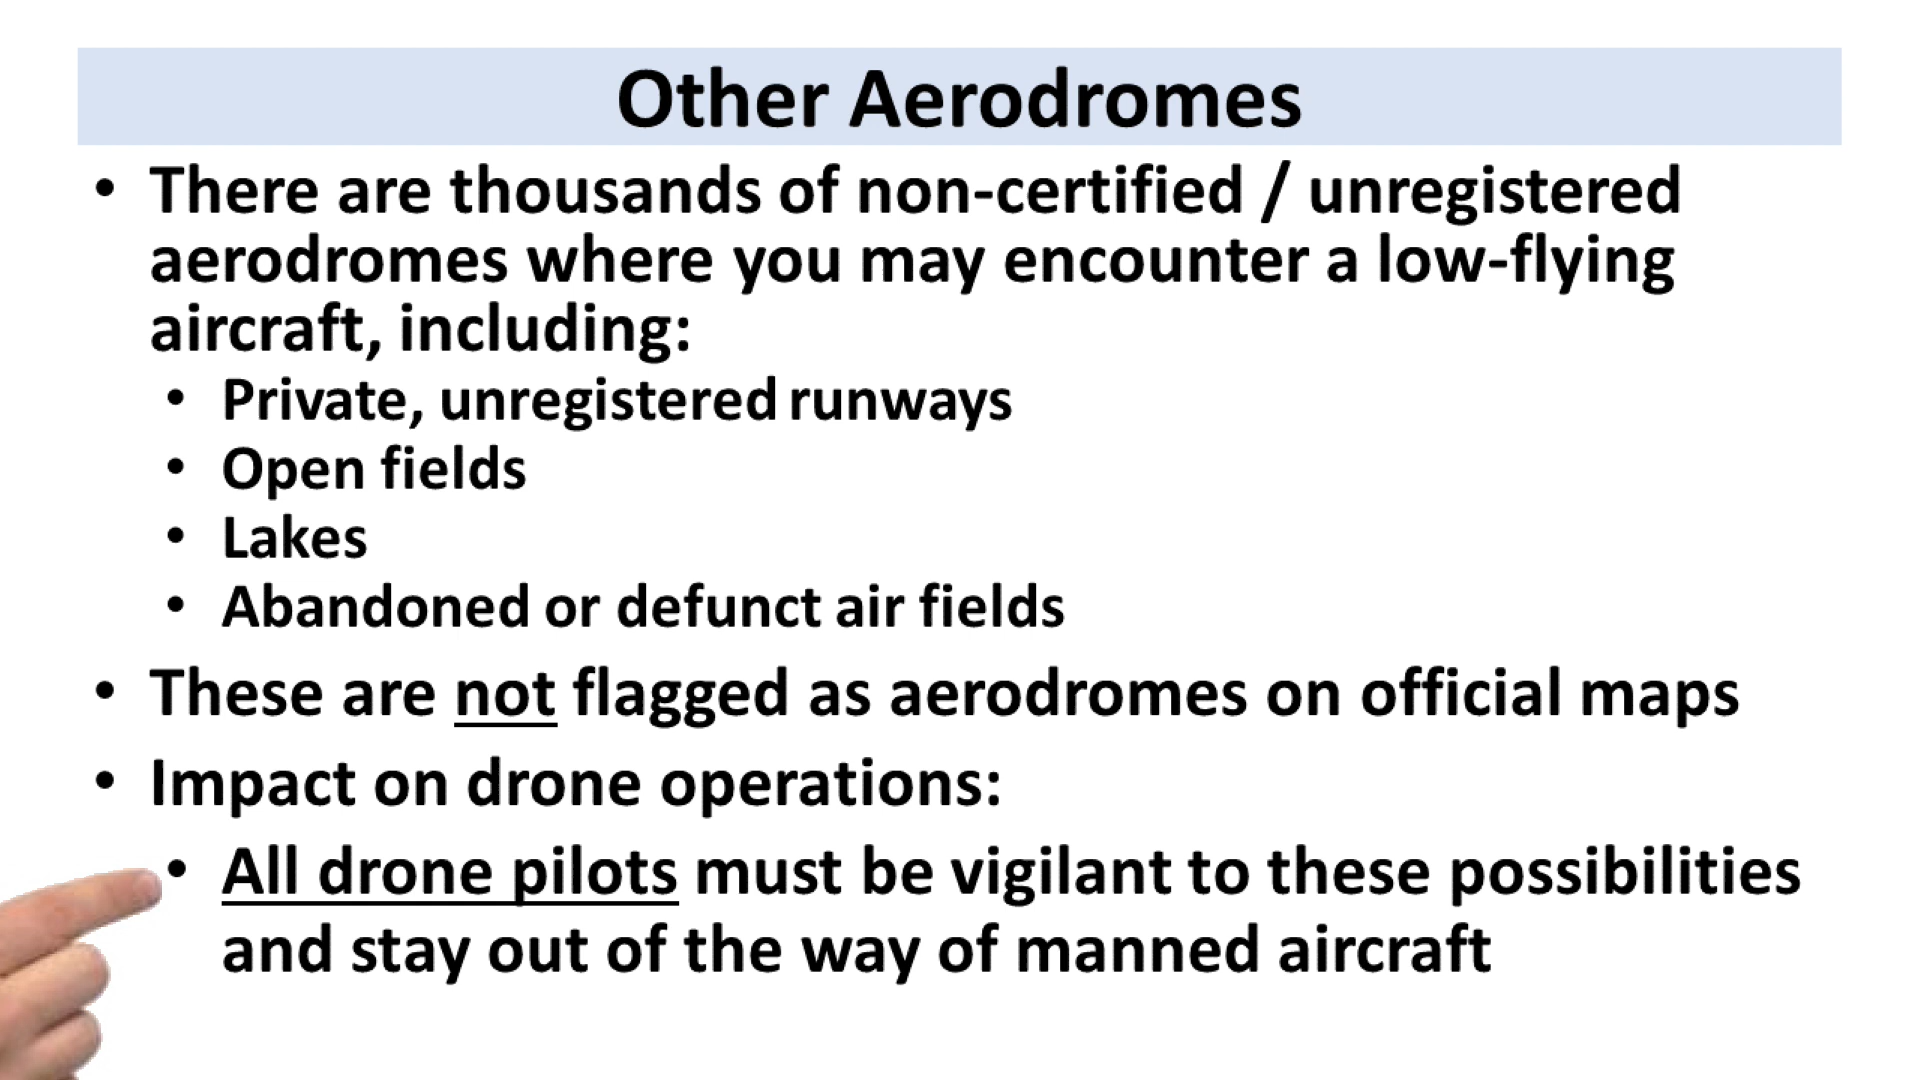 Other Aerodromes
• There are thousands of non-certified / unregistered
aerodromes where you may encounter a low-flying
aircraft, including:
• Private, unregistered runways
• Open fields
• Lakes
• Abandoned or defunct air fields
• These are not flagged as aerodromes on official maps
• Impact on drone operations:
• All drone pilots must be vigilant to these possibilities
and stay out of the way of manned aircraft